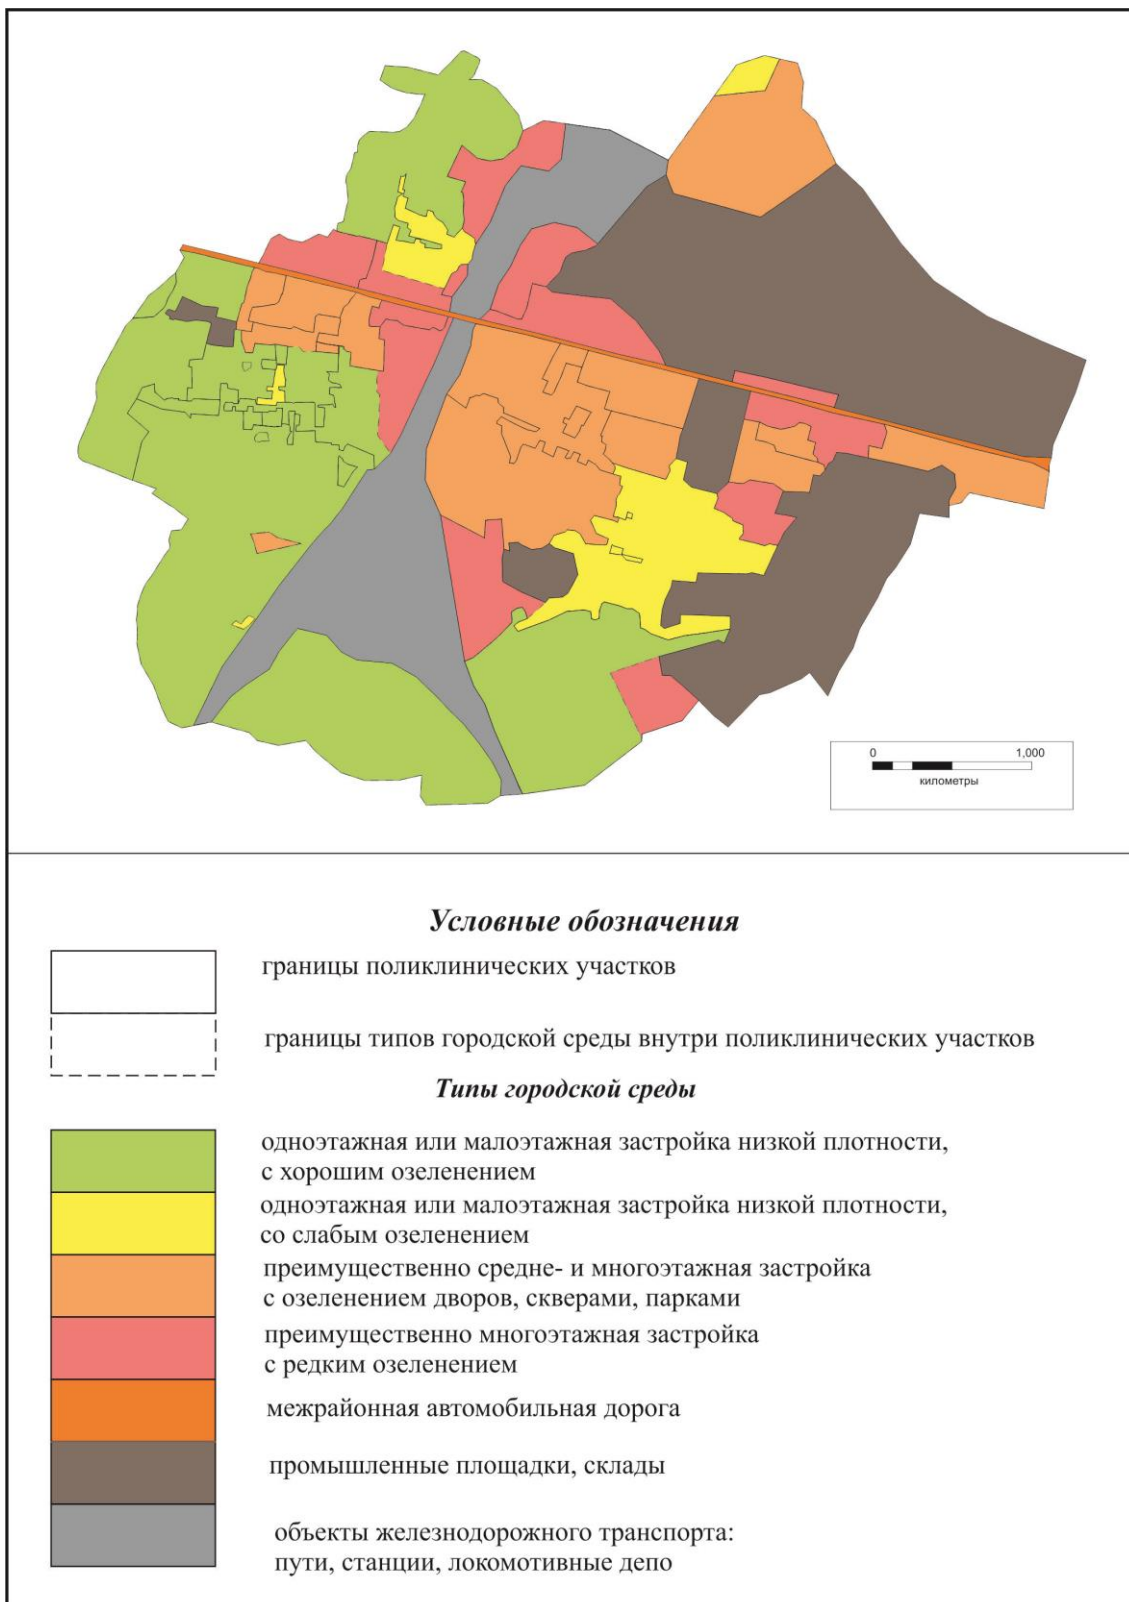 0 1,000
километры
Условные обозначения
границы поликлинических участков
границы типов городской среды внутри поликлинических участков
Типы городской среды
одноэтажная или малоэтажная застройка низкой плотности,
с хорошим озеленением
одноэтажная или малоэтажная застройка низкой плотности,
со слабым озеленением
преимущественно средне- и многоэтажная застройка
с озеленением дворов, скверами, парками
преимущественно многоэтажная застройка
с редким озеленением
межрайонная автомобильная дорога
промышленные площадки, склады
объекты железнодорожного транспорта:
пути, станции, локомотивные депо